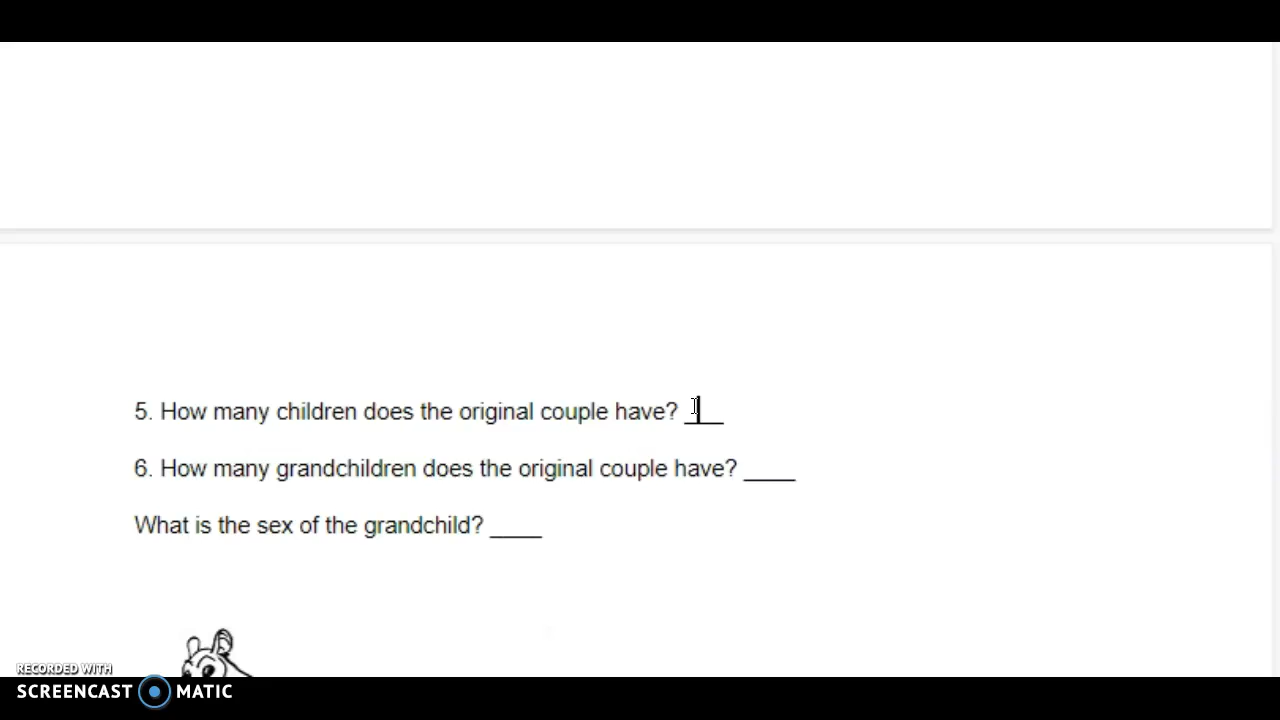 5. How many children does the original couple have? ___
6. How many grandchildren does the original couple have? ____
What is the sex of the grandchild? ____
RECORDED WITH
SCREENCAST MATIC